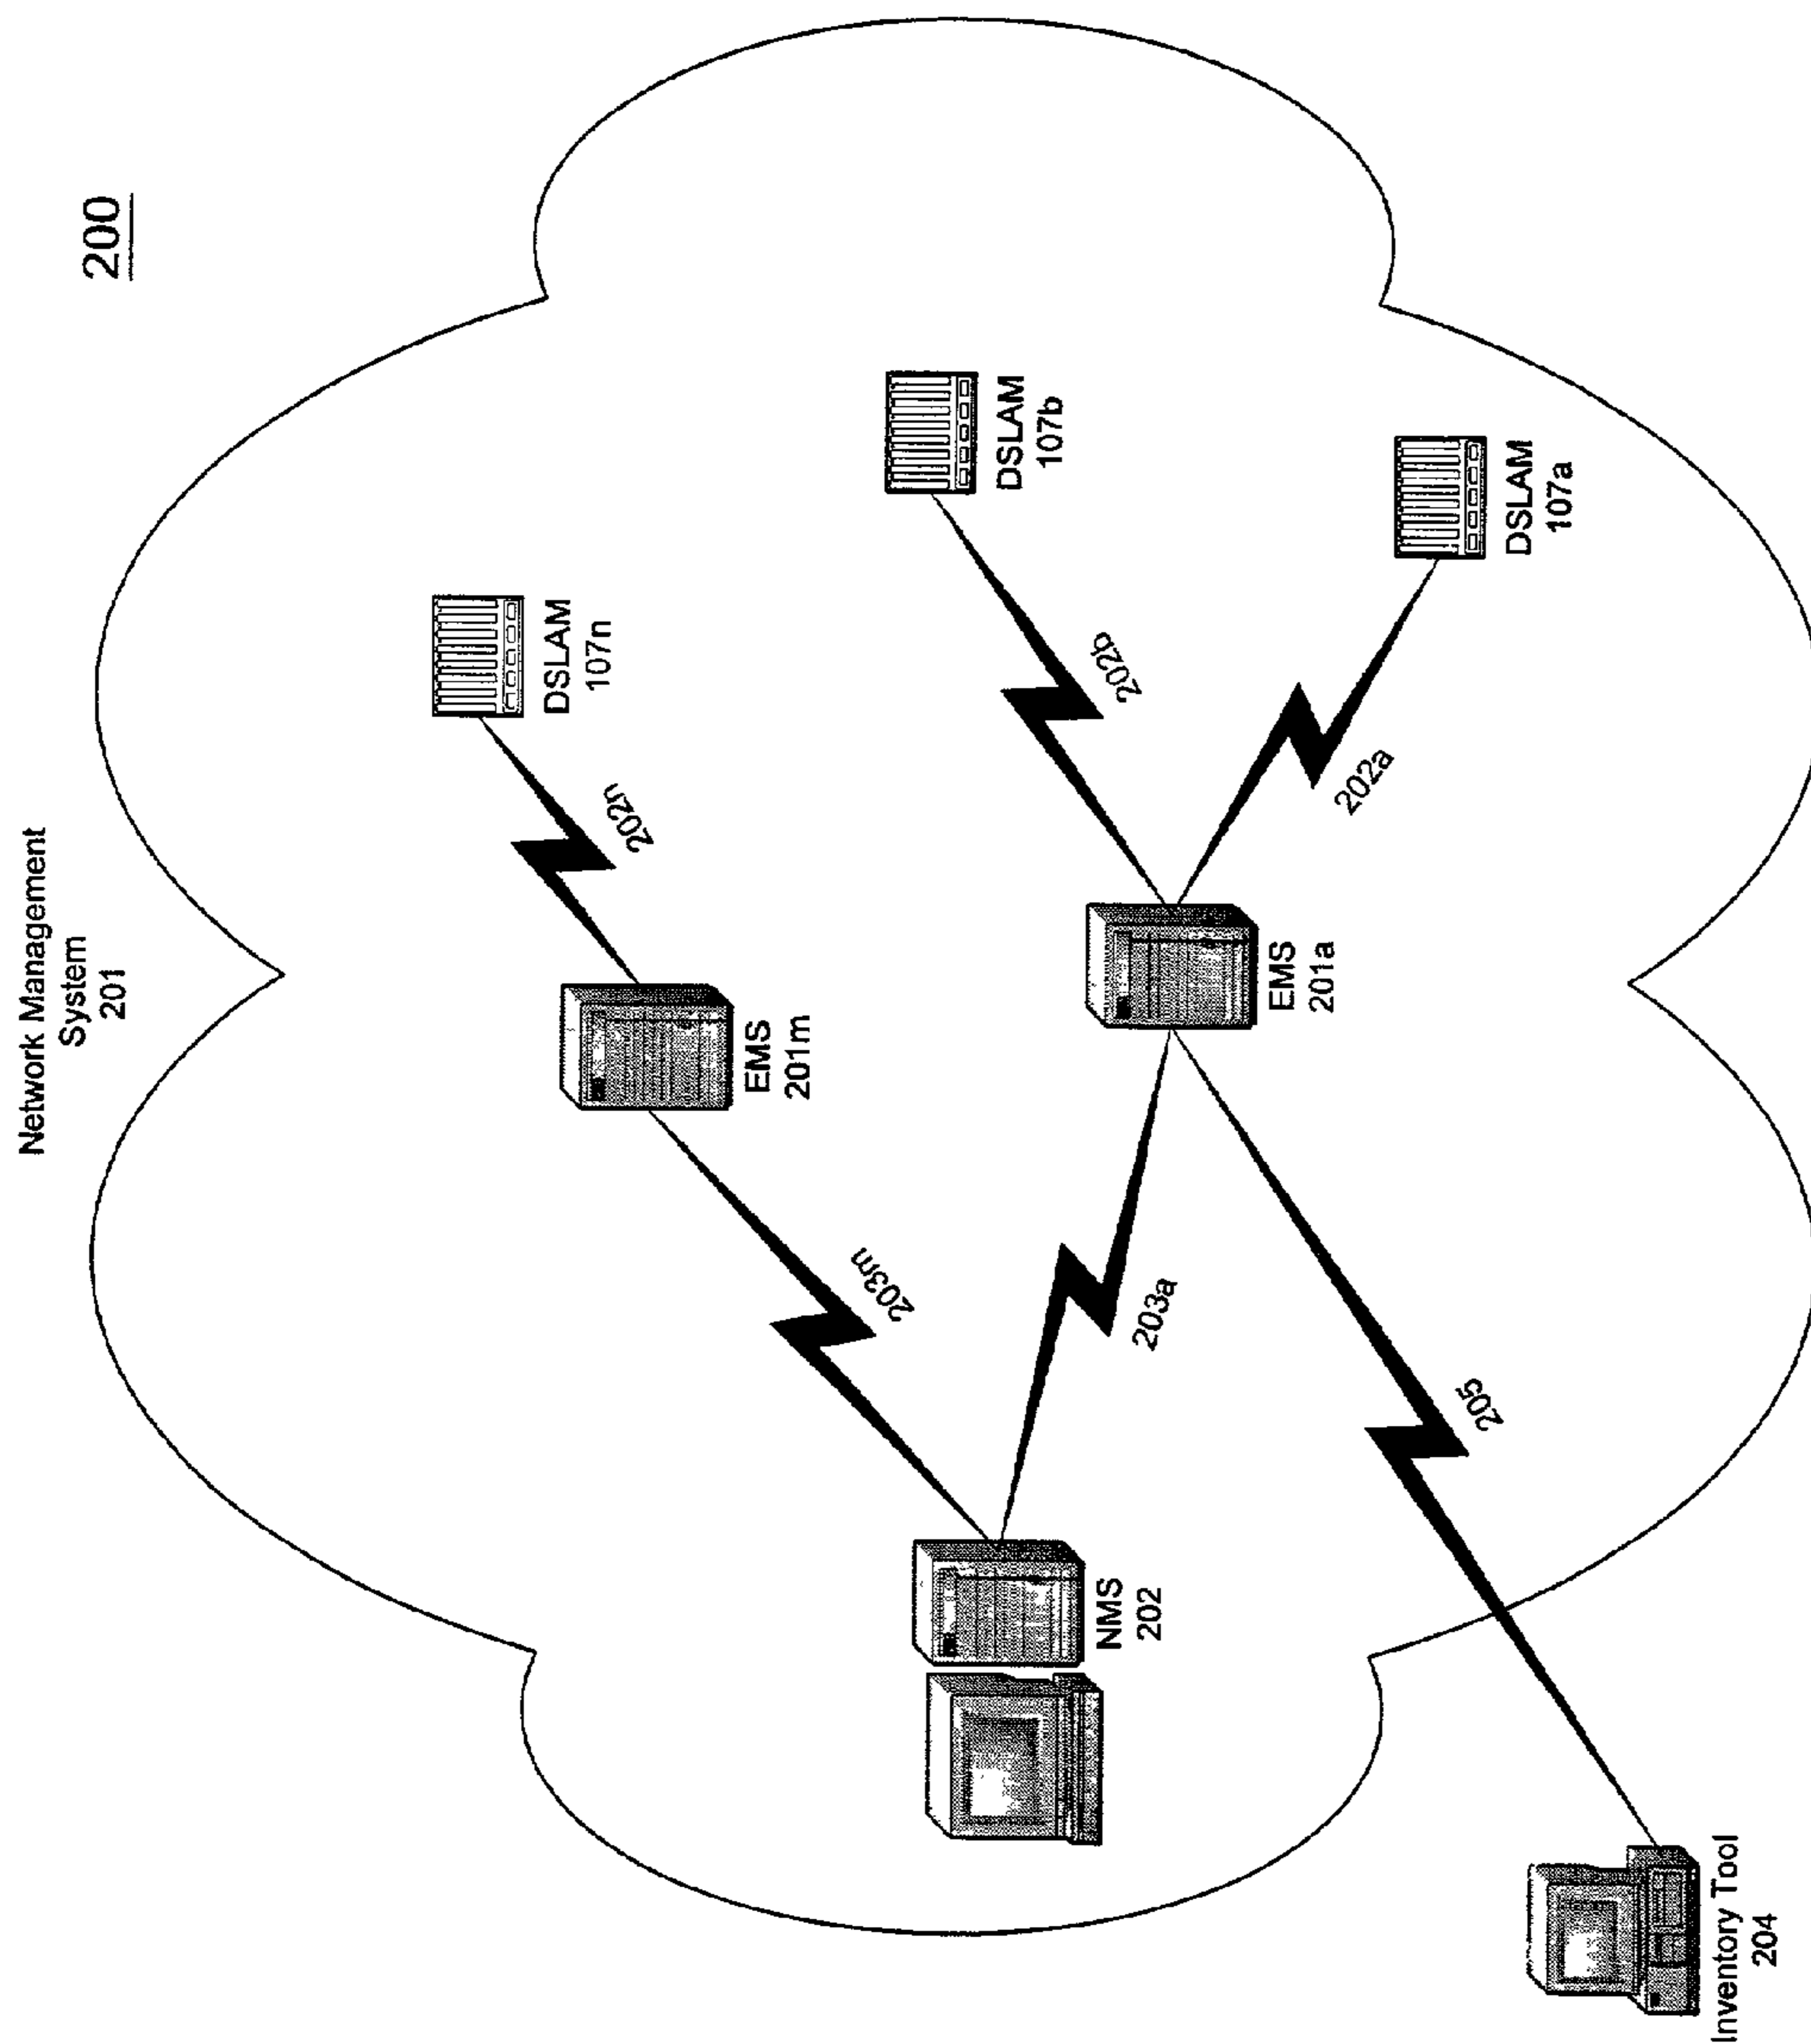 200
Network Management
System
201
DSLAM
107n
DSLAM
107b
DSLAM
107a
202n
202b
202a
EMS
201m
EMS
201a
203m
203a
205
NMS
202
Inventory Tool
204